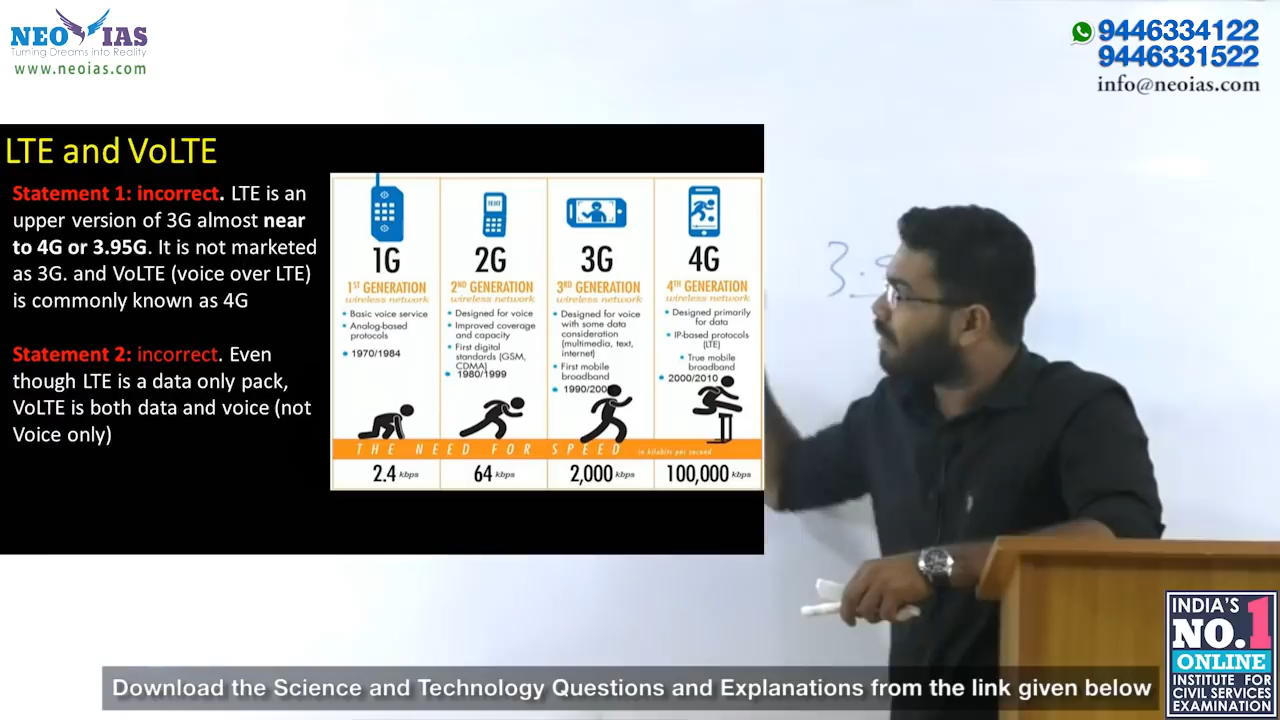 NEO IAS
Turning Dreams into Reality
www.neoias.com
9446334122
9446331522
info@neoias.com
LTE and VoLTE
Statement 1: incorrect. LTE is an
upper version of 3G almost near
to 4G or 3.95G. It is not marketed
as 3G. and VoLTE (voice over LTE)
is commonly known as 4G
Statement 2: incorrect. Even
though LTE is a data only pack,
VoLTE is both data and voice (not
Voice only)
1G
1ST GENERATION
wireless network
• Basic voice service
• Analog-based
protocols
• 1970/1984
2G
2ND GENERATION
wireless network
• Designed for voice
• Improved coverage
and capacity
• First digital
standards (GSM,
CDMA)
• 1980/1999
3G
3RD GENERATION
wireless network
• Designed for voice
with some data
consideration
(multimedia, text,
internet)
• First mobile
broadband
• 1990/200
4G
4TH GENERATION
wireless network
• Designed primarily
for data
• IP-based protocols
(LTE)
• True mobile
broadband
• 2000/2010
THE NEED FOR SPEED in kilobits per second
2.4 kbps
64 kbps
2,000 kbps
100,000 kbps
3.
INDIA'S
NO.1
ONLINE
INSTITUTE FOR
CIVIL SERVICES
EXAMINATION
Download the Science and Technology Questions and Explanations from the link given below